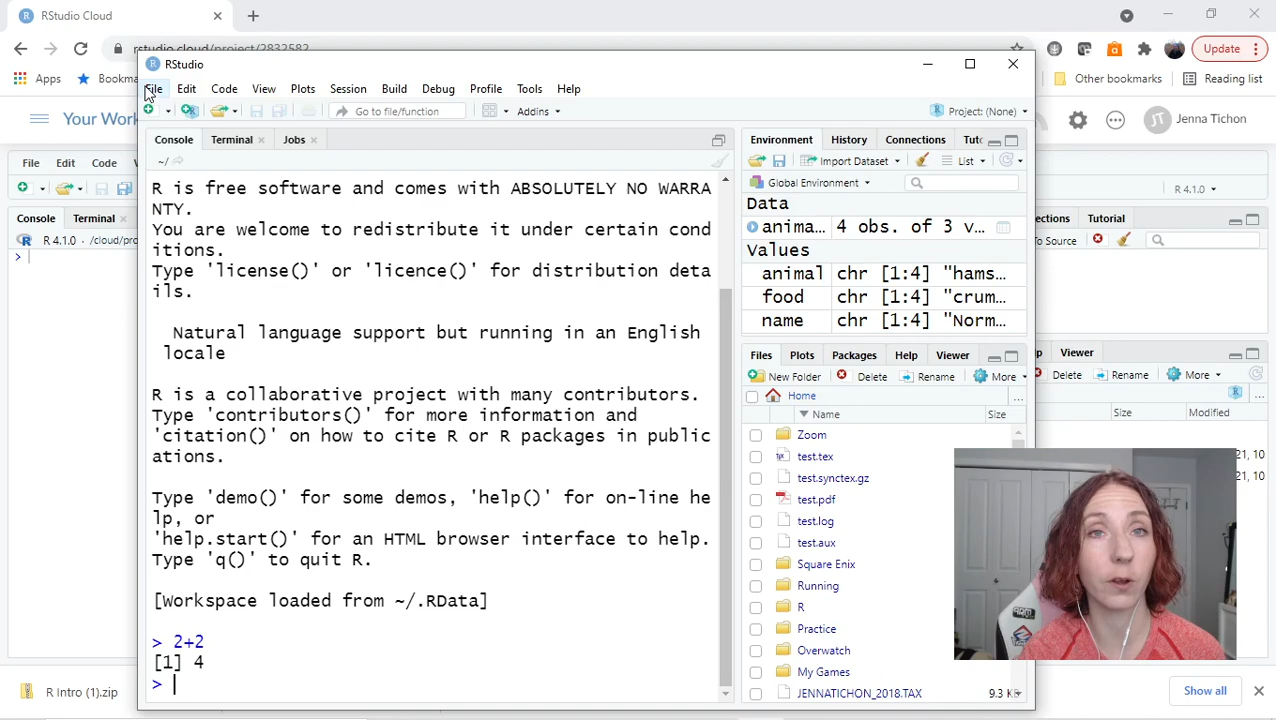 RStudio Cloud
rstudio.cloud/project/2832582
Update
Apps
Bookma
Other bookmarks
Reading list
Your Work
JT
Jenna Tichon
File Edit Code
R 4.1.0
Console Terminal
R 4.1.0 · /cloud/pro
>
ections Tutorial
To Source
Viewer
Delete Rename More
Size Modified
21, 10
21, 10
RStudio
File Edit Code View Plots Session Build Debug Profile Tools Help
Go to file/function
Addins
Project: (None)
Console Terminal Jobs
~/
R is free software and comes with ABSOLUTELY NO WARRA
NTY.
You are welcome to redistribute it under certain cond
itions.
Type 'license()' or 'licence()' for distribution deta
ils.
Natural language support but running in an English
locale
R is a collaborative project with many contributors.
Type 'contributors()' for more information and
'citation()' on how to cite R or R packages in public
ations.
Type 'demo()' for some demos, 'help()' for on-line he
lp, or
'help.start()' for an HTML browser interface to help.
Type 'q()' to quit R.
[Workspace loaded from ~/.RData]
> 2+2
[1] 4
>
Environment History Connections Tut
Import Dataset
List
Global Environment
Data
anima... 4 obs. of 3 v...
Values
animal chr [1:4] "hams...
food chr [1:4] "crum...
name chr [1:4] "Norm...
Files Plots Packages Help Viewer
New Folder Delete Rename More
Home
...
Name Size
Zoom
test.tex
test.synctex.gz
test.pdf
test.log
test.aux
Square Enix
Running
R
Practice
Overwatch
My Games
JENNATICHON_2018.TAX 9.3 K
R Intro (1).zip
Show all